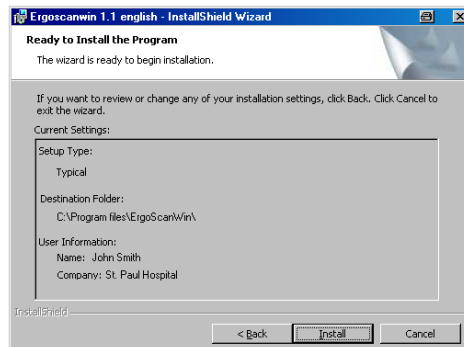 Ergoscanwin 1.1 english - InstallShield Wizard
Ready to Install the Program
The wizard is ready to begin installation.
If you want to review or change any of your installation settings, click Back. Click Cancel to
exit the wizard.
Current Settings:
Setup Type:
Typical
Destination Folder:
C:\Program files\ErgoScanWin\
User Information:
Name: John Smith
Company: St. Paul Hospital
InstallShield
< Back Install Cancel